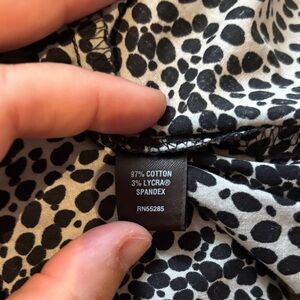 97% COTTON
3% LYCRA®
SPANDEX
RN55285